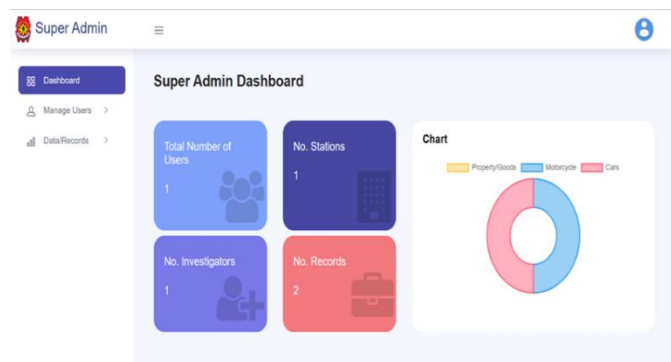 Super Admin
Dashboard
Manage Users
Data/Records
Super Admin Dashboard
Total Number of
Users
1
No. Stations
1
No. Investigators
1
No. Records
2
Chart
Property/Goods Motorcycle Cars